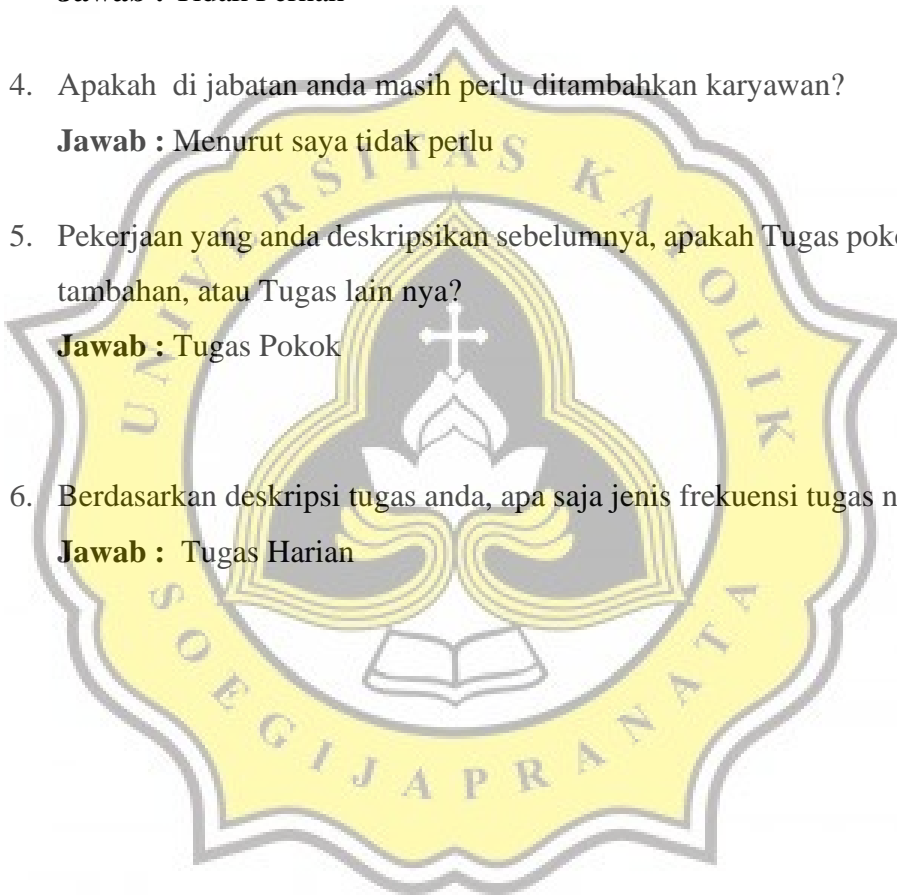 4. Apakah di jabatan anda masih perlu ditambahkan karyawan?
Jawab : Menurut saya tidak perlu
5. Pekerjaan yang anda deskripsikan sebelumnya, apakah Tugas
tambahan, atau Tugas lain nya?
Jawab : Tugas Pokok
6. Berdasarkan deskripsi tugas anda, apa saja jenis frekuensi tugas
Jawab : Tugas Harian
UNIVERSITAS KATOLIK
SOEGIJAPRANATA